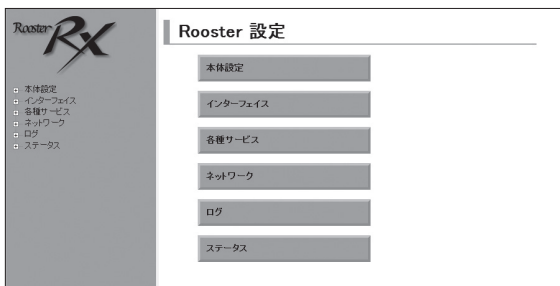 Rooster
RX
本体設定
インターフェイス
各種サービス
ネットワーク
ログ
ステータス
Rooster 設定
本体設定
インターフェイス
各種サービス
ネットワーク
ログ
ステータス